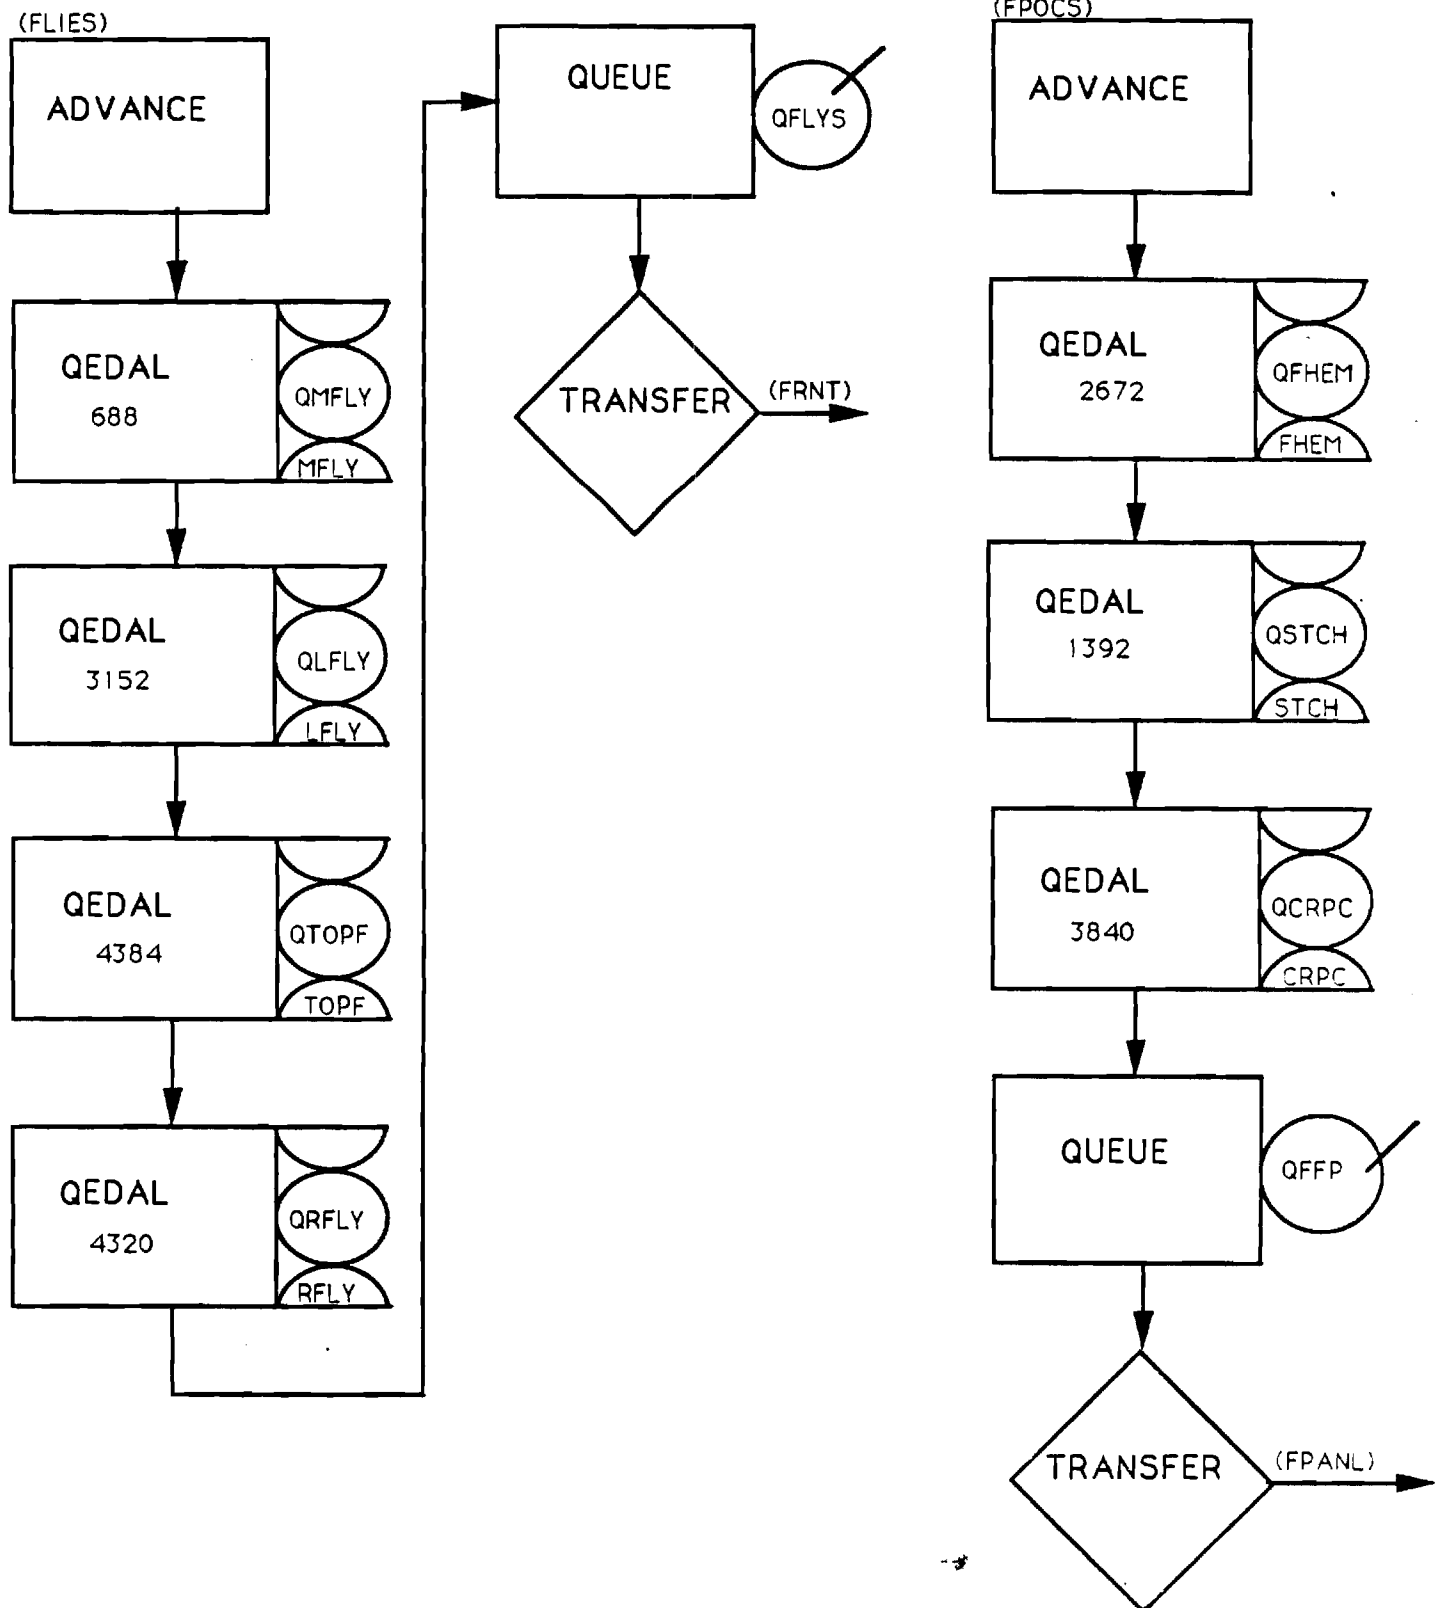 (FLIES)
ADVANCE
QEDAL
688
QMFLY
MFLY
QEDAL
3152
QLFLY
LFLY
QEDAL
4384
QTOPF
TOPF
QEDAL
4320
QRFLY
RFLY
QUEUE
QFLYS
TRANSFER
(FRNT)
(FPOCS)
ADVANCE
QEDAL
2672
QFHEM
FHEM
QEDAL
1392
QSTCH
STCH
QEDAL
3840
QCRPC
CRPC
QUEUE
QFFP
TRANSFER
(FPANL)